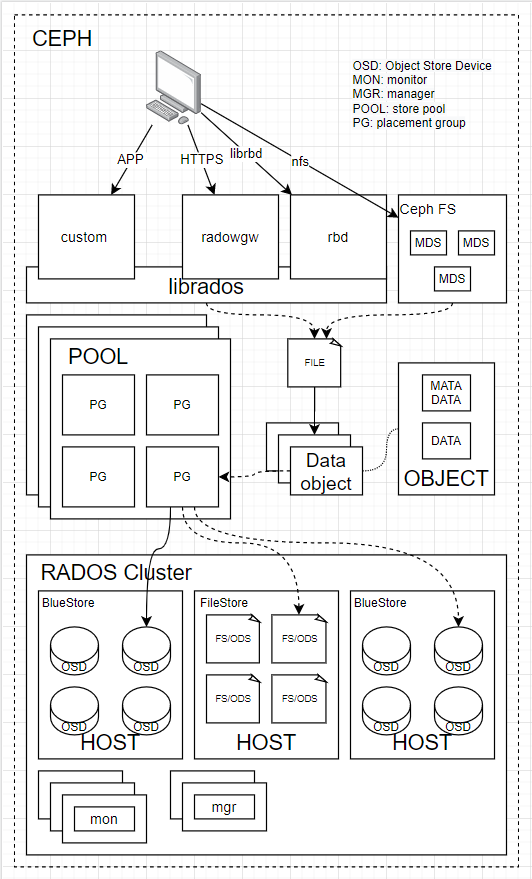 CEPH
OSD: Object Store Device
MON: monitor
MGR: manager
POOL: store pool
PG: placement group
APP
HTTPS
librbd
nfs
custom
radowgw
rbd
librados
Ceph FS
MDS
MDS
MDS
FILE
POOL
PG
PG
PG
PG
Data
object
MATA
DATA
DATA
OBJECT
RADOS Cluster
BlueStore
OSD
OSD
OSD
OSD
HOST
FileStore
FS/ODS
FS/ODS
FS/ODS
FS/ODS
HOST
BlueStore
OSD
OSD
OSD
OSD
HOST
mon
mgr